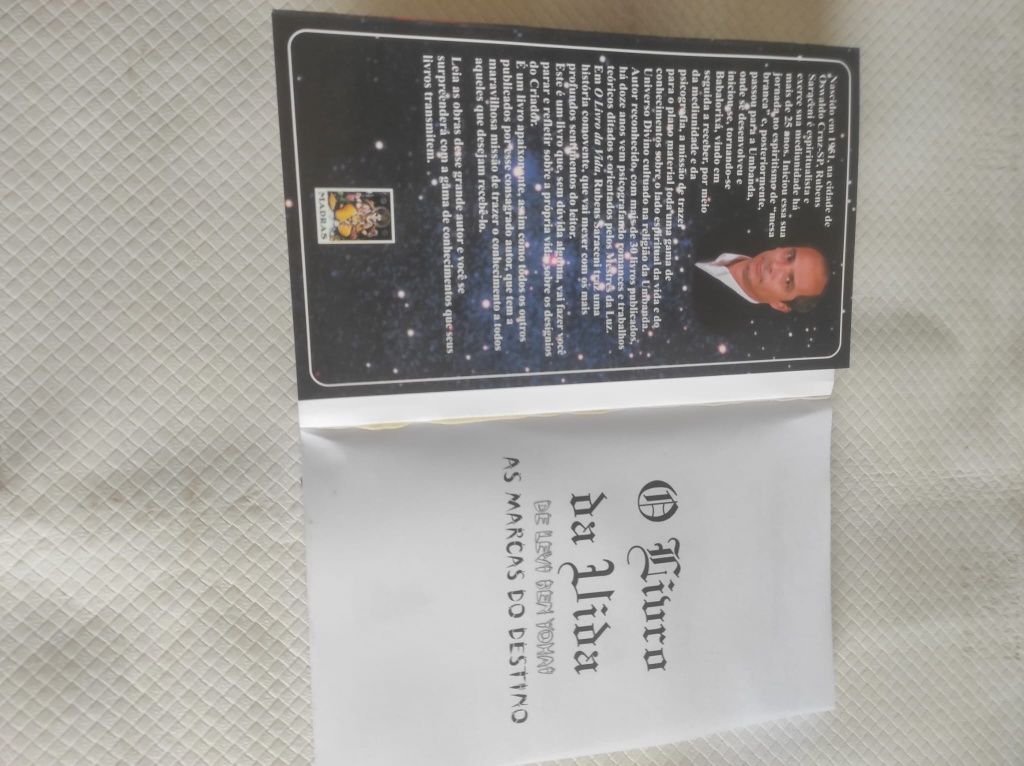 Nascido em 1951, na cidade de
Osvaldo Cruz-SP, Rubens
Saraceni é espiritualista e
exerce sua mediunidade há
mais de 25 anos. Iniciou essa sua
jornada no espiritismo de "mesa
branca" e, posteriormente,
passou para a Umbanda,
onde se desenvolveu e
iniciou-se, tornando-se
Babalorixá, vindo em
seguida a receber, por meio
da mediunidade e da
psicografia, a missão de trazer
para o plano material toda uma gama de
conhecimentos sobre o lado espiritual da vida e do
Universo Divino cultuado na religião da Umbanda.
Autor reconhecido, com mais de 30 livros publicados,
há doze anos vem psicografando romances e trabalhos
teóricos ditados e orientados pelos Mestres da Luz.
Em O Livro da Vida, Rubens Saraceni traz uma
história comovente, que vai mexer com os mais
profundos sentimentos do leitor.
Esse é um livro que, sem dúvida alguma, vai fazer você
parar e refletir sobre a própria vida e sobre os desígnios
do Criador.
É um livro apaixonante, assim como todos os outros
publicados por esse consagrado autor, que tem a
maravilhosa missão de trazer o conhecimento a todos
aqueles que desejam recebê-lo.
Leia as obras desse grande autor e você se
surpreenderá com a gama de conhecimentos que seus
livros transmitem.
MADRAS
O Livro
da Vida
DE LEVI BEN YOHAI
AS MARCAS DO DESTINO